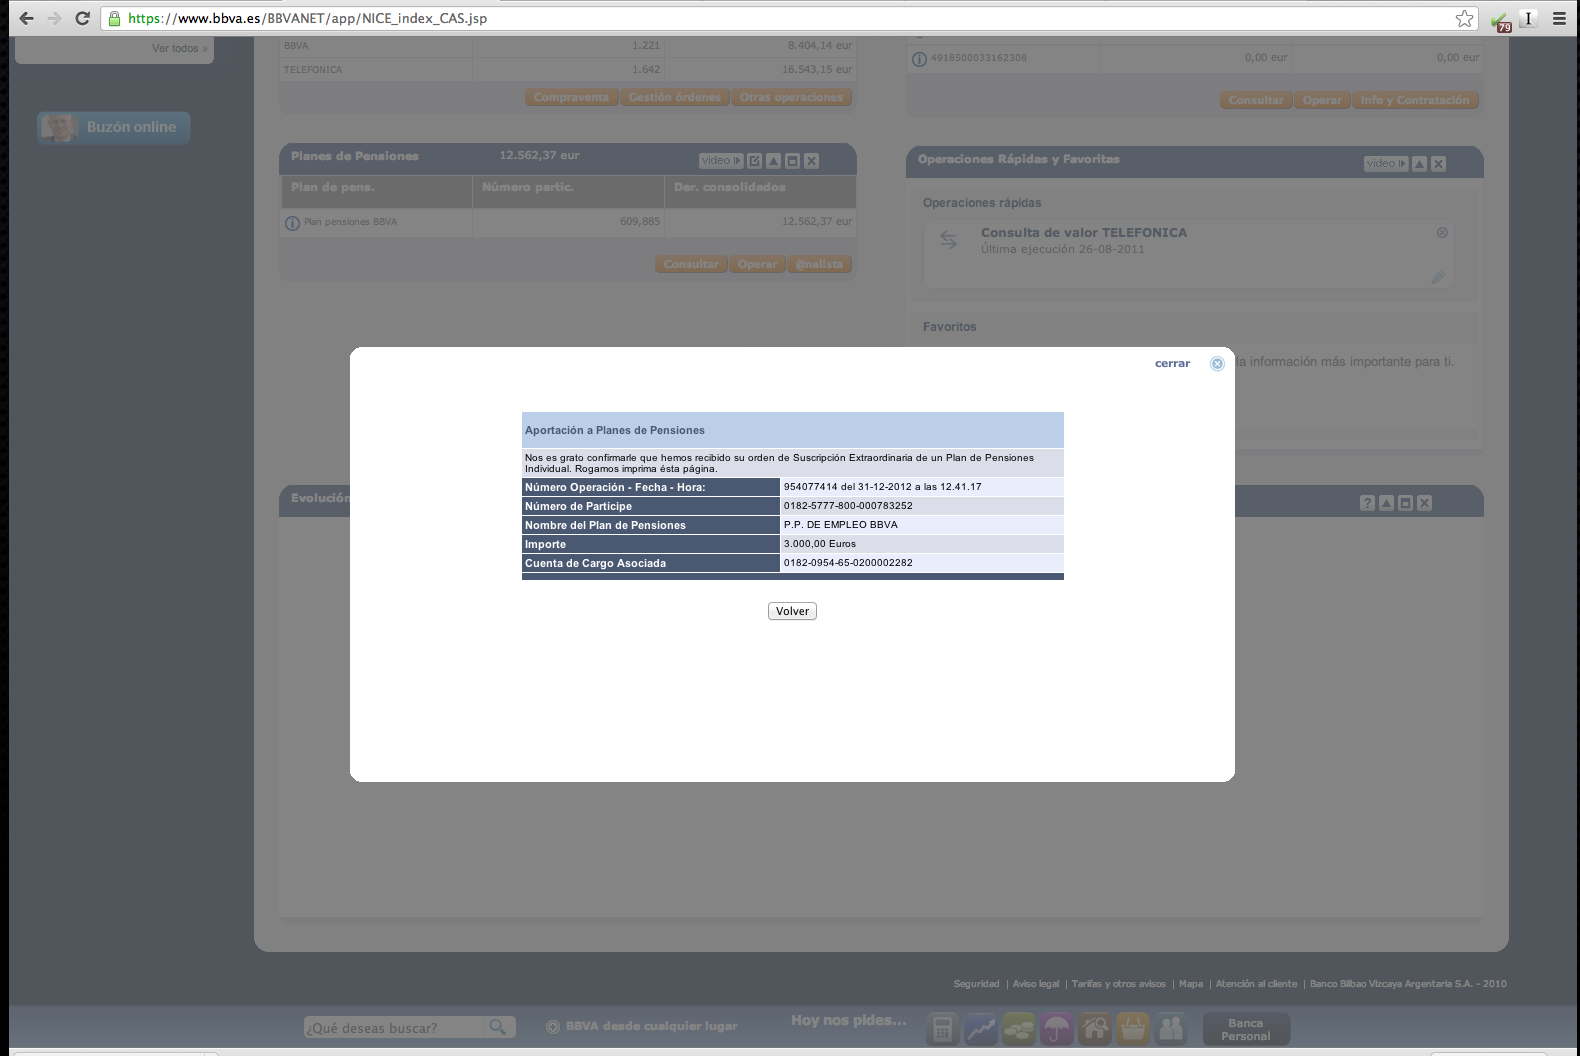 https://www.bbva.es/BBVANET/app/NICE_index_CAS.jsp
79
I
Ver todos »
Buzón online
BBVA 1.221 8.404,14 eur
TELEFONICA 1.642 16.543,15 eur
Compraventa Gestión órdenes Otras operaciones
4918500033162308 0,00 eur 0,00 eur
Consultar Operar Info y Contratación
Planes de Pensiones 12.562,37 eur video
Plan de pens. Número partic. Der. consolidados
Plan pensiones BBVA 609,885 12.562,37 eur
Consultar Operar @nalista
Operaciones Rápidas y Favoritas video
Operaciones rápidas
Consulta de valor TELEFONICA
Última ejecución 26-08-2011
Favoritos
la información más importante para ti.
Evolución
?
cerrar
Aportación a Planes de Pensiones
Nos es grato confirmarle que hemos recibido su orden de Suscripción Extraordinaria de un Plan de Pensiones
Individual. Rogamos imprima ésta página.
Número Operación - Fecha - Hora: 954077414 del 31-12-2012 a las 12.41.17
Número de Partícipe 0182-5777-800-000783252
Nombre del Plan de Pensiones P.P. DE EMPLEO BBVA
Importe 3.000,00 Euros
Cuenta de Cargo Asociada 0182-0954-65-0200002282
Volver
Seguridad | Aviso legal | Tarifas y otros avisos | Mapa | Atención al cliente | Banco Bilbao Vizcaya Argentaria S.A. - 2010
¿Qué deseas buscar? BBVA desde cualquier lugar Hoy nos pides... Banca
Personal